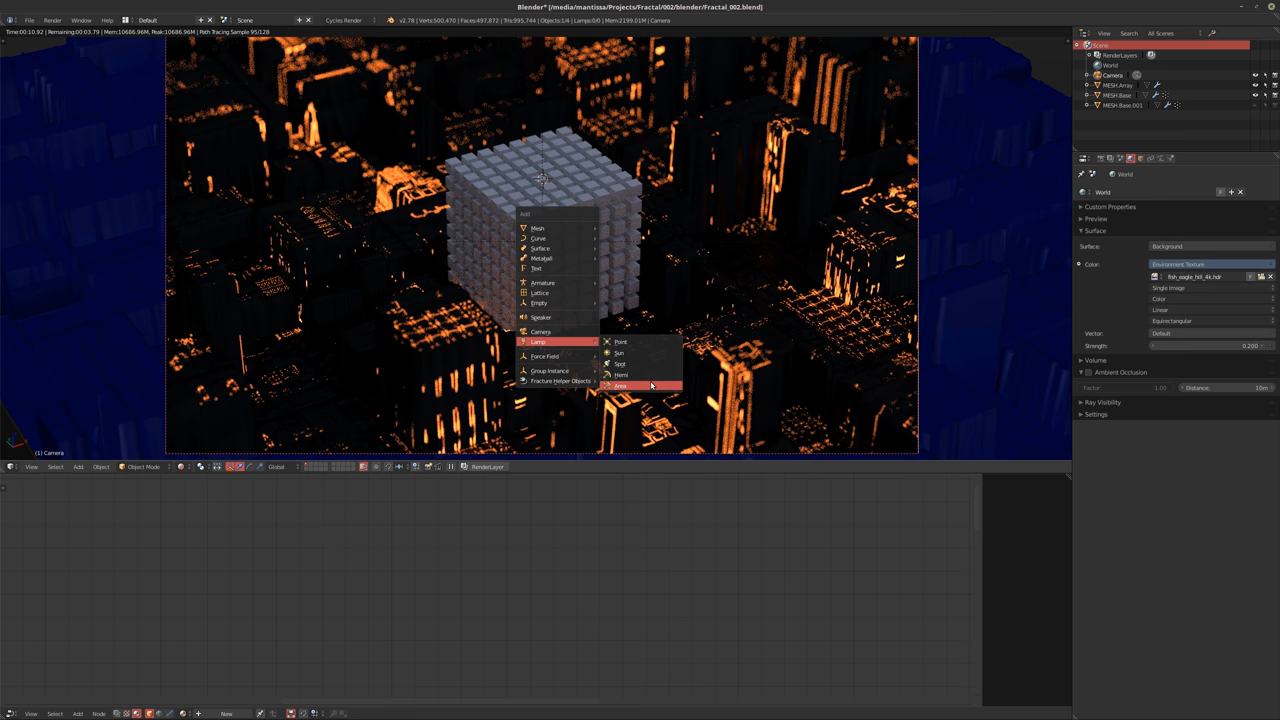 Blender* [/media/mantissa/Projects/Fractal/002/blender/Fractal_002.blend]
File Render Window Help Default Scene Cycles Render v2.78 | Verts:500,470 | Faces:497,872 | Tris:995,744 | Objects:1/4 | Lamps:0/0 | Mem:2199.01M | Camera
Time:00:10.92 | Remaining:00:03.79 | Mem:10686.96M, Peak:10686.96M | Path Tracing Sample 95/128
View Search All Scenes
Scene
RenderLayers
World
Camera
MESH.Array
MESH.Base
MESH.Base.001
World
World F
Custom Properties
Preview
Surface
Surface: Background
Color: Environment Texture
fish_eagle_hill_4k.hdr F
Single Image
Color
Linear
Equirectangular
Vector: Default
Strength: 0.200
Volume
Ambient Occlusion
Factor: 1.00 Distance: 10m
Ray Visibility
Settings
Add
Mesh
Curve
Surface
Metaball
Text
Armature
Lattice
Empty
Speaker
Camera
Lamp
Force Field
Group Instance
Fracture Helper Objects
Point
Sun
Spot
Hemi
Area
(1) Camera
View Select Add Object Object Mode Global RenderLayer
View Select Add Node New